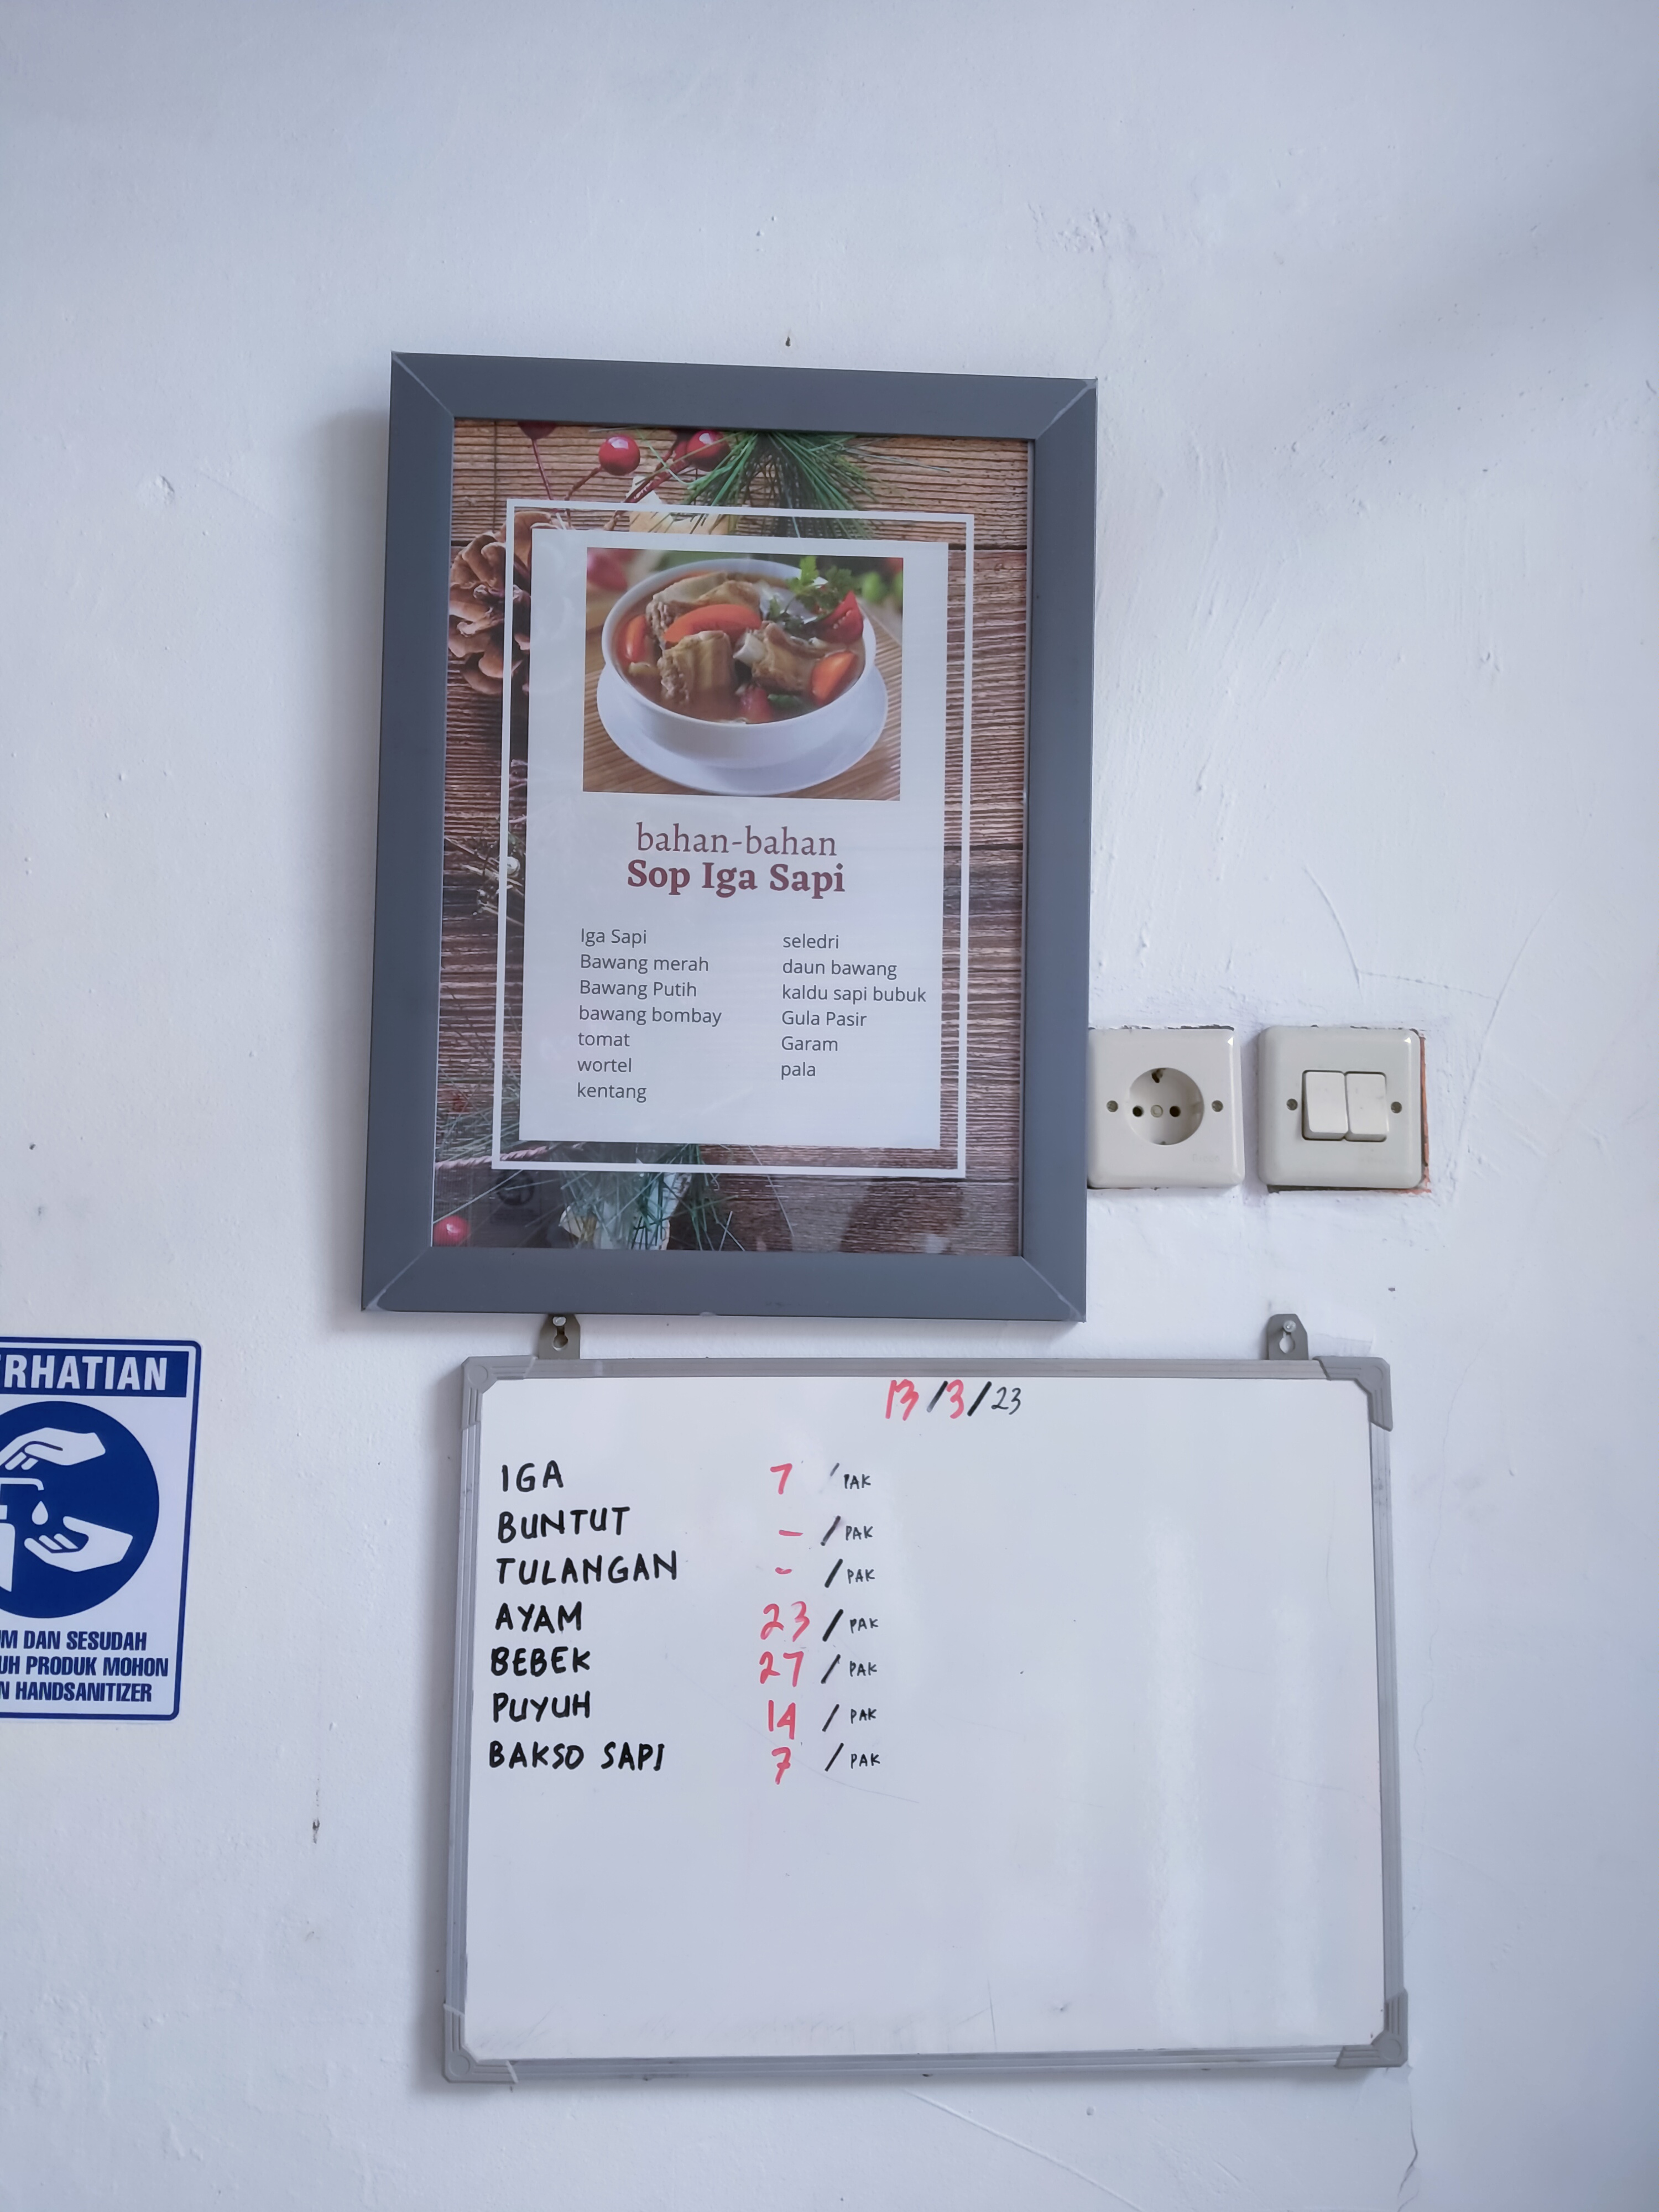 bahan-bahan
Sop Iga Sapi
Iga Sapi
Bawang merah
Bawang Putih
bawang bombay
tomat
wortel
kentang
seledri
daun bawang
kaldu sapi bubuk
Gula Pasir
Garam
pala
RHATIAN
M DAN SESUDAH
UH PRODUK MOHON
N HANDSANITIZER
13/3/23
IGA 7 /PAK
BUNTUT - /PAK
TULANGAN - /PAK
AYAM 23 /PAK
BEBEK 27 /PAK
PUYUH 14 /PAK
BAKSO SAPI 7 /PAK